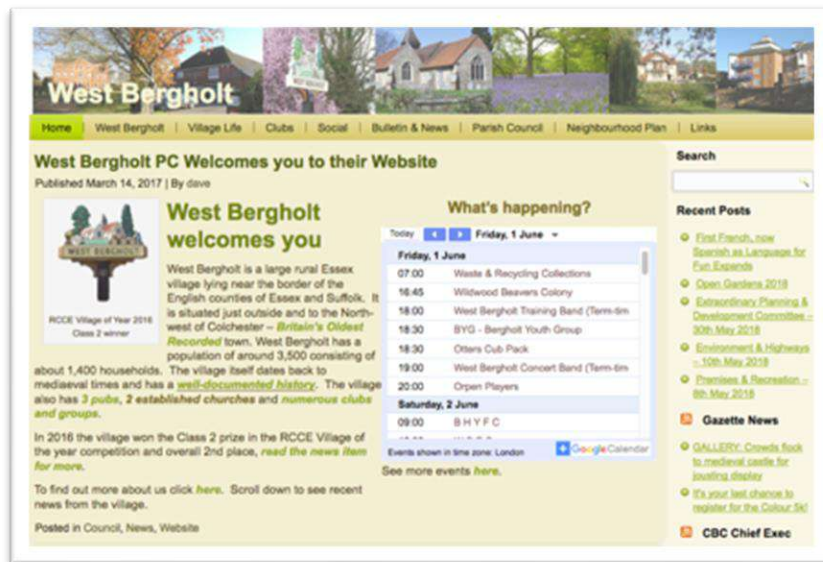 West Bergholt
Home | West Bergholt | Village Life | Clubs | Social | Bulletin & News | Parish Council | Neighbourhood Plan | Links
West Bergholt PC Welcomes you to their Website
Published March 14, 2017 | By dave
WEST BERGHOLT
RCCE Village of Year 2016
Class 2 winner
West Bergholt
welcomes you
West Bergholt is a large rural Essex
village lying near the border of the
English counties of Essex and Suffolk. It
is situated just outside and to the North-
west of Colchester – Britain's Oldest
Recorded town. West Bergholt has a
population of around 3,500 consisting of
about 1,400 households. The village itself dates back to
mediaeval times and has a well-documented history. The village
also has 3 pubs, 2 established churches and numerous clubs
and groups.
In 2016 the village won the Class 2 prize in the RCCE Village of
the year competition and overall 2nd place, read the news item
for more.
To find out more about us click here. Scroll down to see recent
news from the village.
Posted in Council, News, Website
What's happening?
Today Friday, 1 June
Friday, 1 June
07:00 Waste & Recycling Collections
16:45 Wildwood Beavers Colony
18:00 West Bergholt Training Band (Term-tim
18:30 BYG - Bergholt Youth Group
18:30 Otters Cub Pack
19:00 West Bergholt Concert Band (Term-tim
20:00 Orpen Players
Saturday, 2 June
09:00 B H Y F C
Events shown in time zone: London
Google Calendar
See more events here.
Search
Recent Posts
First French, now
Spanish as Language for
Fun Expands
Open Gardens 2018
Extraordinary Planning &
Development Committee –
30th May 2018
Environment & Highways
– 10th May 2018
Premises & Recreation –
8th May 2018
Gazette News
GALLERY: Crowds flock
to medieval castle for
jousting display
It's your last chance to
register for the Colour 5k!
CBC Chief Exec